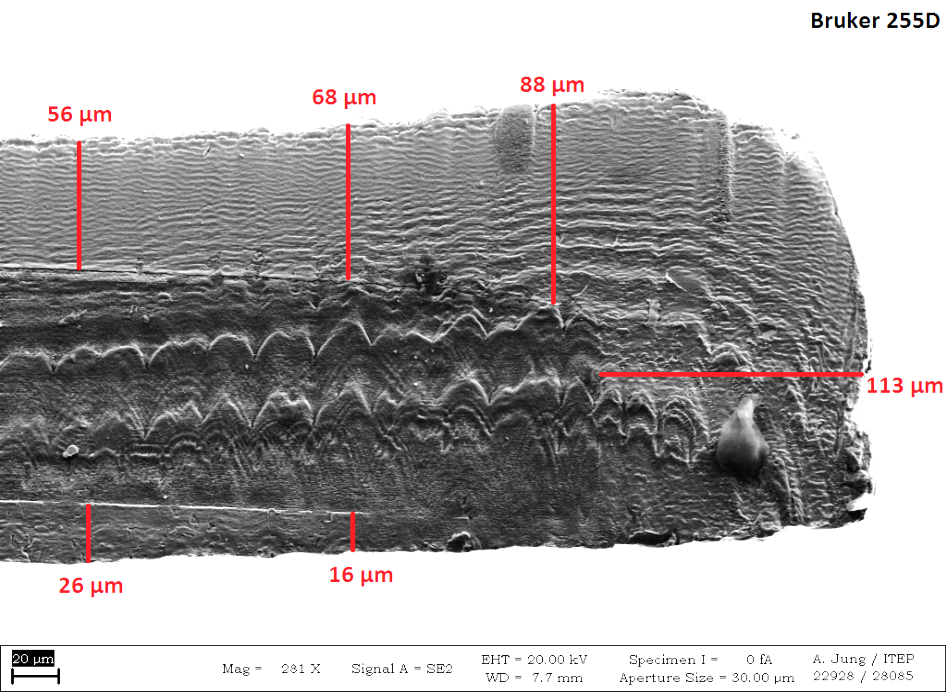 Bruker 255D
88 µm
68 µm
56 µm
113 µm
16 µm
26 µm
20 µm
Mag = 281 X
Signal A = SE2
EHT = 20.00 kV
WD = 7.7 mm
Specimen I = 0 fA
Aperture Size = 30.00 µm
A. Jung / ITEP
22928 / 28085